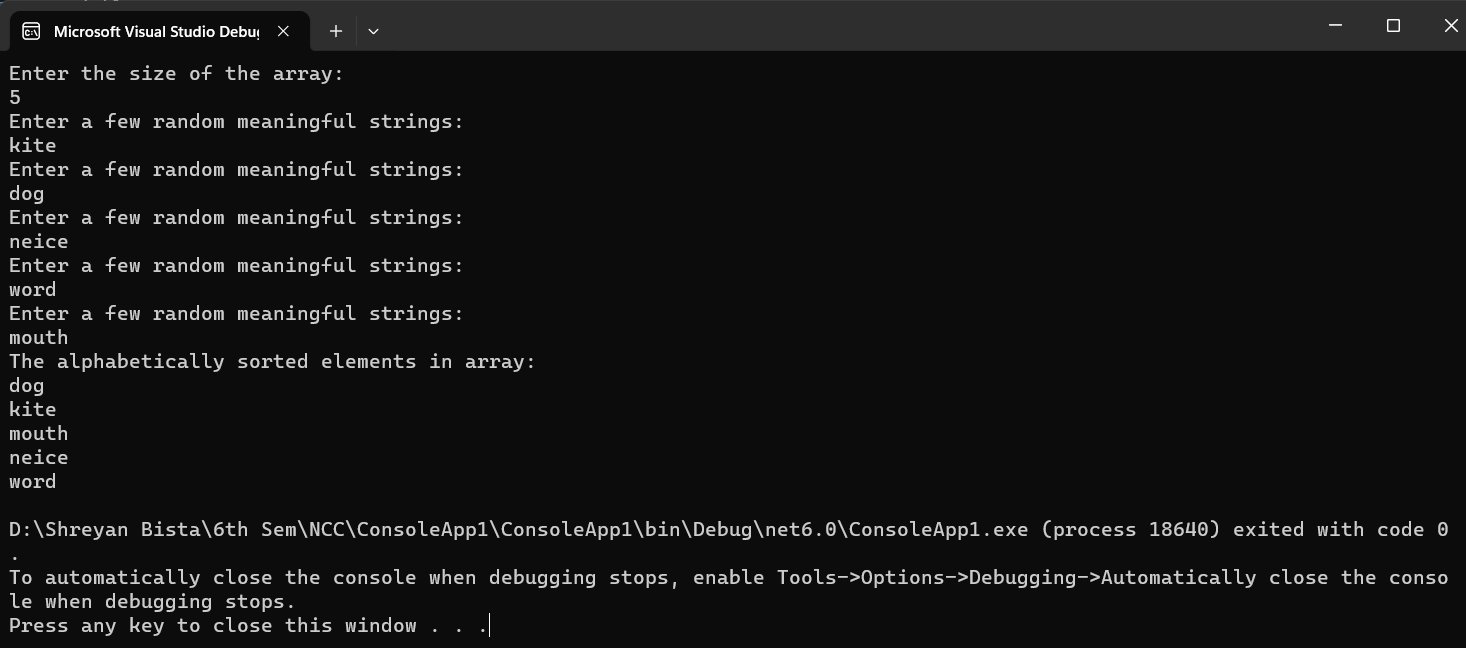 Microsoft Visual Studio Debu
Enter the size of the array:
5
Enter a few random meaningful strings:
kite
Enter a few random meaningful strings:
dog
Enter a few random meaningful strings:
neice
Enter a few random meaningful strings:
word
Enter a few random meaningful strings:
mouth
The alphabetically sorted elements in array:
dog
kite
mouth
neice
word
D:\Shreyan Bista\6th Sem\NCC\ConsoleApp1\ConsoleApp1\bin\Debug\net6.0\ConsoleApp1.exe (process 18640) exited with code 0
.
To automatically close the console when debugging stops, enable Tools->Options->Debugging->Automatically close the conso
le when debugging stops.
Press any key to close this window . . .